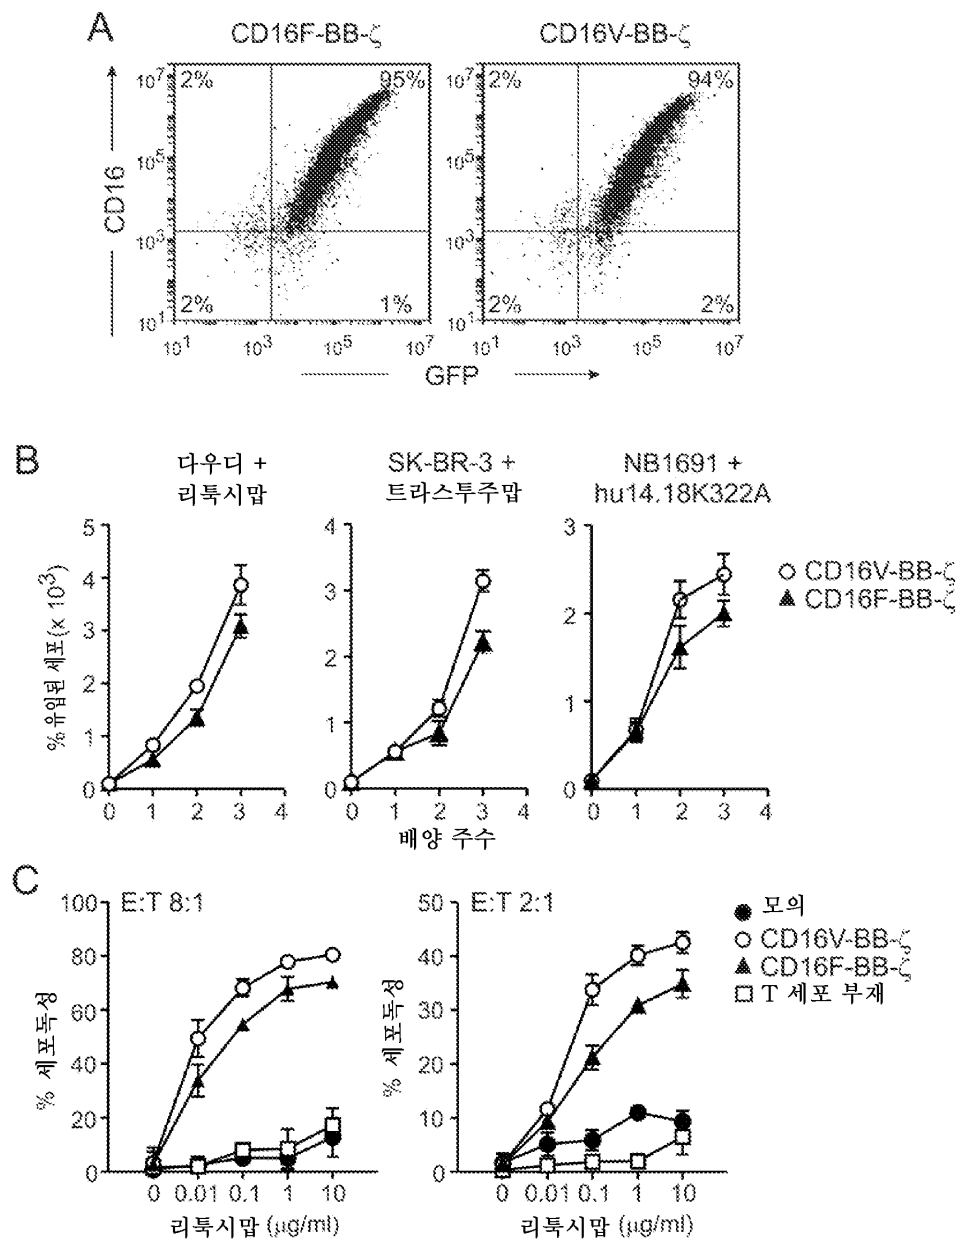 A
CD16F-BB-ζ
CD16V-BB-ζ
2%
95%
2%
94%
10⁷
10⁵
10³
10¹
10⁷
10⁵
10³
10¹
CD16
2%
1%
2%
2%
10¹ 10³ 10⁵ 10⁷
10¹ 10³ 10⁵ 10⁷
GFP
B
다우디 +
리툭시맙
SK-BR-3 +
트라스투주맙
NB1691 +
hu14.18K322A
% 유입된 세포 (x 10³)
5
4
3
2
1
0
4
3
2
1
0
3
2
1
0
CD16V-BB-ζ
CD16F-BB-ζ
0 1 2 3 4
0 1 2 3 4
0 1 2 3 4
배양 주수
C
E:T 8:1
% 세포독성
100
80
60
40
20
0
0 0.01 0.1 1 10
리툭시맙 (μg/ml)
E:T 2:1
% 세포독성
50
40
30
20
10
0
0 0.01 0.1 1 10
리툭시맙 (μg/ml)
모의
CD16V-BB-ζ
CD16F-BB-ζ
T 세포 부재